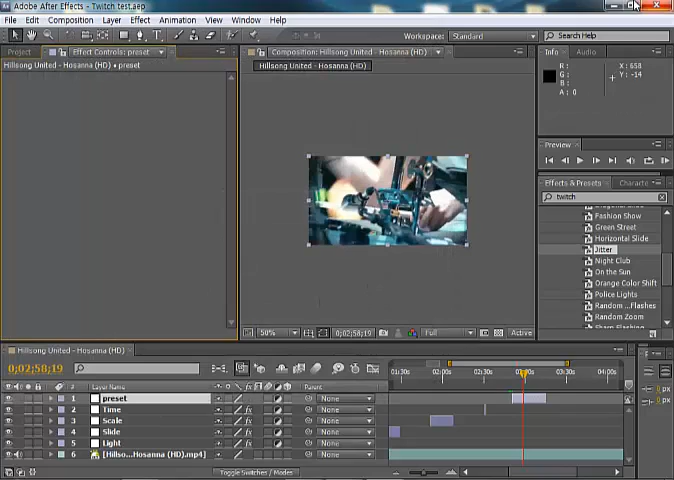 Adobe After Effects - Twitch test.aep
File Edit Composition Layer Effect Animation View Window Help
Workspace: Standard
Search Help
Project
Effect Controls: preset
Composition: Hillsong United - Hosanna (HD)
Info
Audio
Hillsong United - Hosanna (HD) • preset
Hillsong United - Hosanna (HD)
R:
G:
B:
A: 0
X: 658
Y: -14
Preview
Effects & Presets
Characte
twitch
Fashion Show
Green Street
Horizontal Slide
Jitter
Night Club
On the Sun
Orange Color Shift
Police Lights
Random ...Flashes
Random Zoom
50%
0;02;58;19
Full
Active
Hillsong United - Hosanna (HD)
0;02;58;19
01:30s
02:00s
02:30s
03:30s
04:00s
#
Layer Name
Parent
1 preset None
2 Time None
3 Scale None
4 Slide None
5 Light None
6 [Hillso...Hosanna (HD).mp4] None
px
px
Toggle Switches / Modes